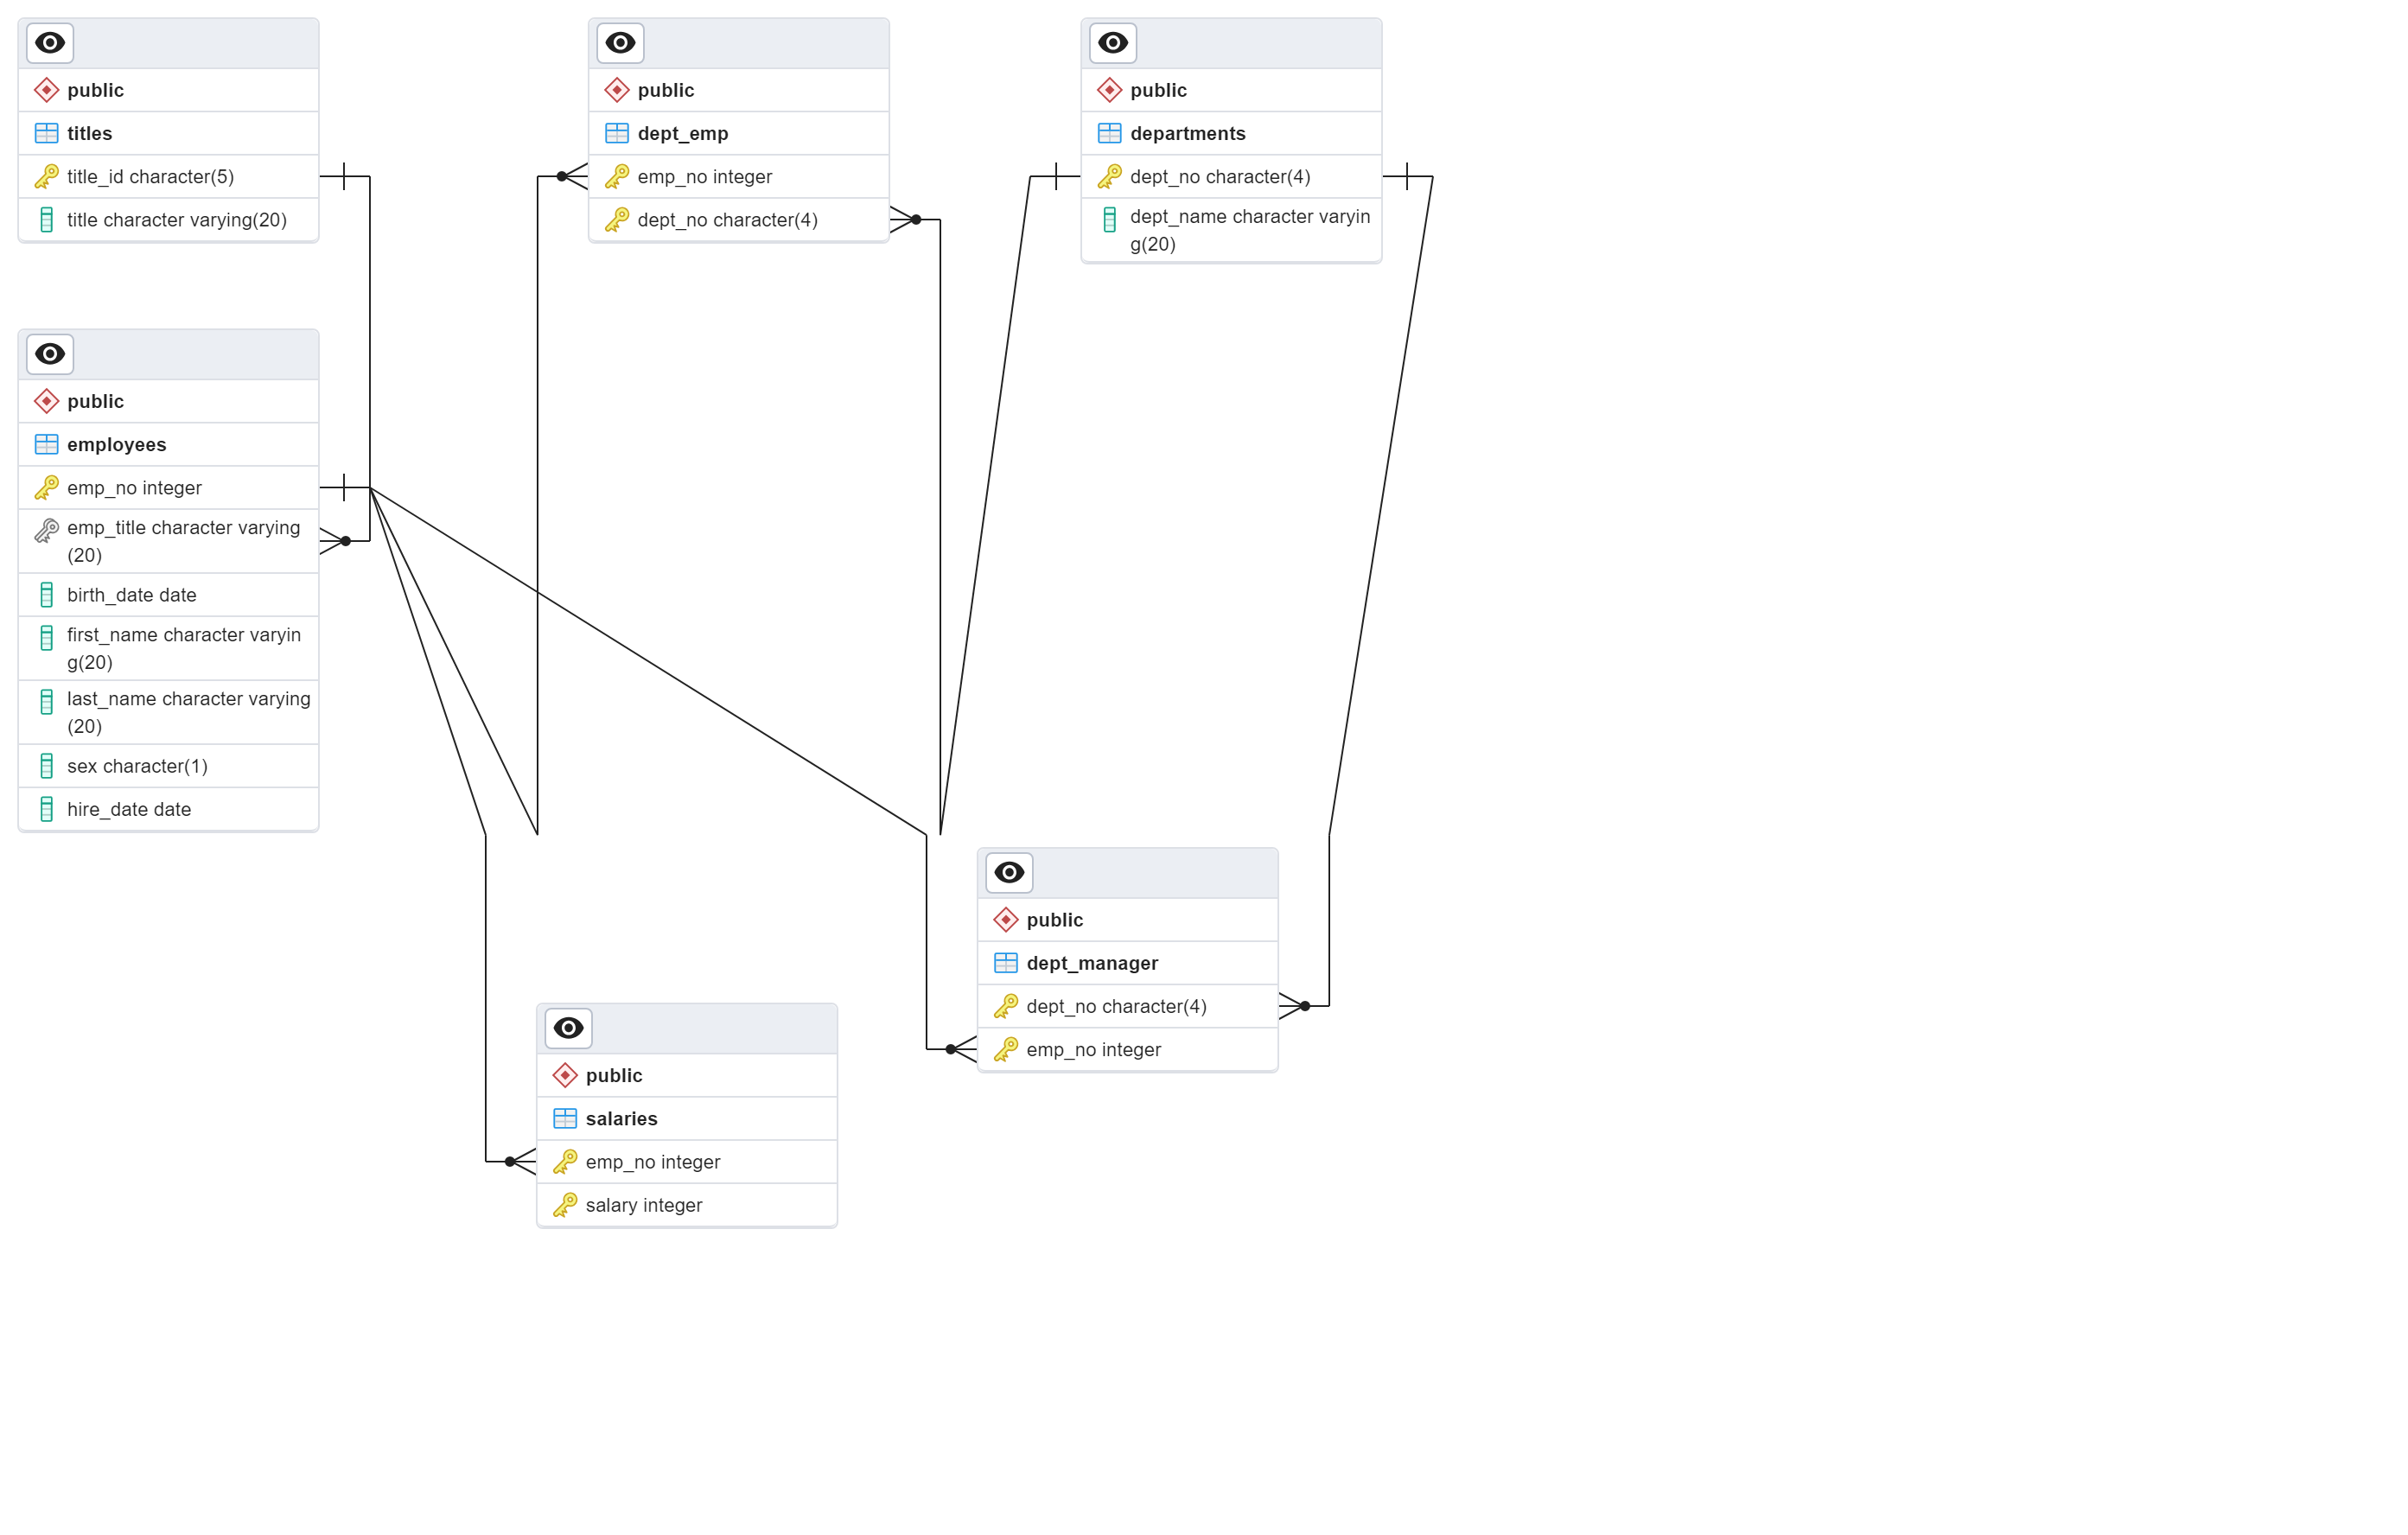 public
titles
title_id character(5)
title character varying(20)
public
dept_emp
emp_no integer
dept_no character(4)
public
departments
dept_no character(4)
dept_name character varyin
g(20)
public
employees
emp_no integer
emp_title character varying
(20)
birth_date date
first_name character varyin
g(20)
last_name character varying
(20)
sex character(1)
hire_date date
public
dept_manager
dept_no character(4)
emp_no integer
public
salaries
emp_no integer
salary integer